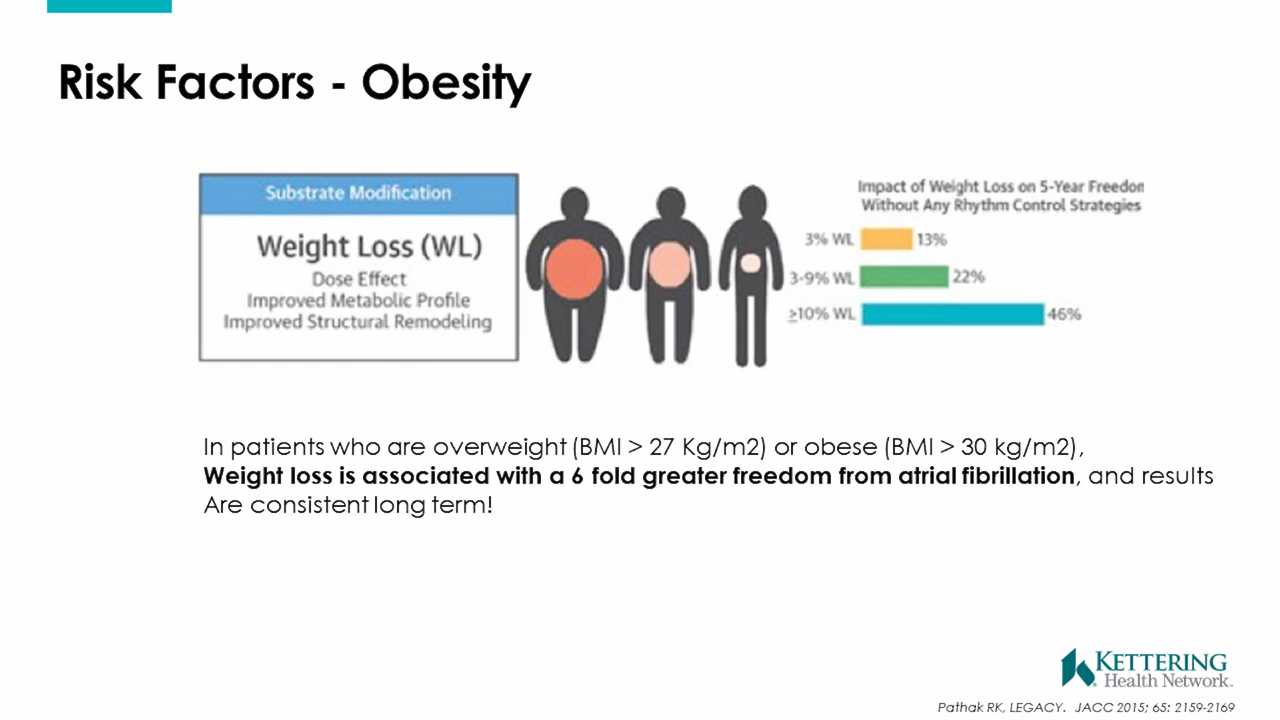 Risk Factors - Obesity
Substrate Modification
Weight Loss (WL)
Dose Effect
Improved Metabolic Profile
Improved Structural Remodeling
Impact of Weight Loss on 5-Year Freedom
Without Any Rhythm Control Strategies
3% WL 13%
3-9% WL 22%
≥10% WL 46%
In patients who are overweight (BMI > 27 Kg/m2) or obese (BMI > 30 kg/m2),
Weight loss is associated with a 6 fold greater freedom from atrial fibrillation, and results
Are consistent long term!
KETTERING
Health Network.
Pathak RK, LEGACY. JACC 2015; 65: 2159-2169